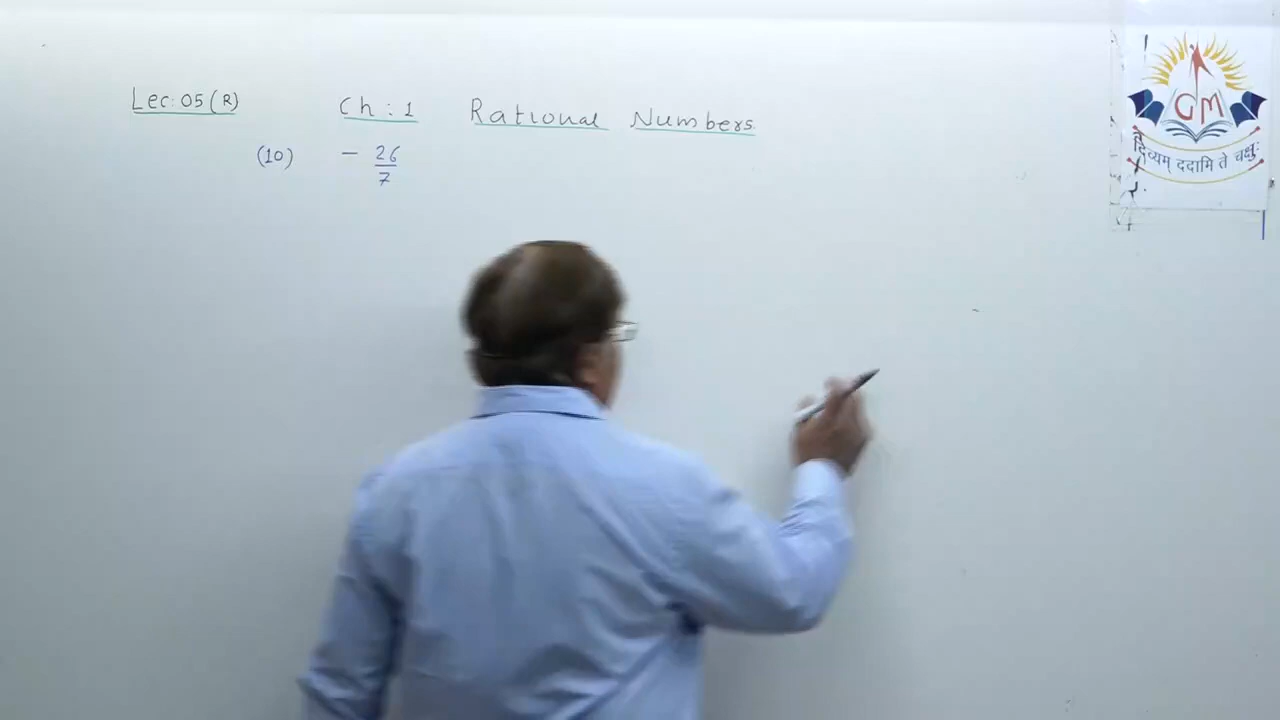 Lec: 05 (R) Ch: 1 Rational Numbers
(10) - 26/7
GM
दिव्यम् ददामि ते चक्षुः